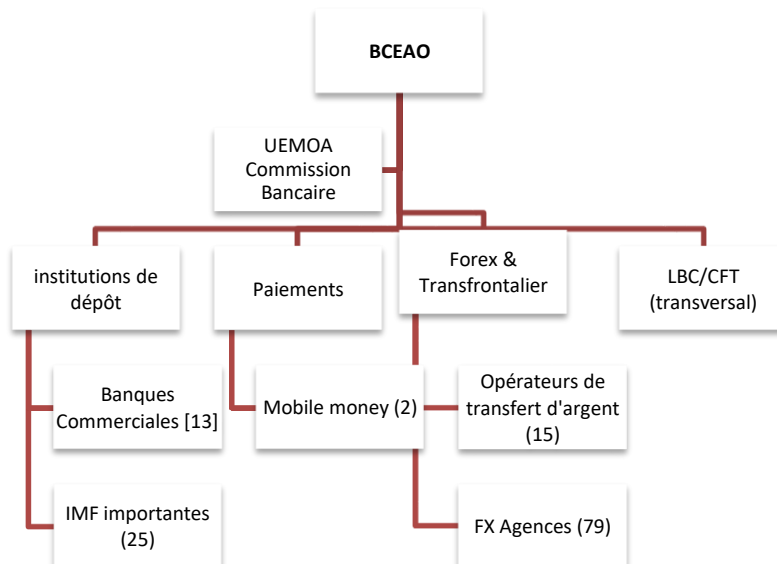 BCEAO
UEMOA
Commission
Bancaire
institutions de
dépôt
Paiements
Forex &
Transfrontalier
LBC/CFT
(transversal)
Banques
Commerciales [13]
Mobile money (2)
Opérateurs de
transfert d'argent
(15)
IMF importantes
(25)
FX Agences (79)